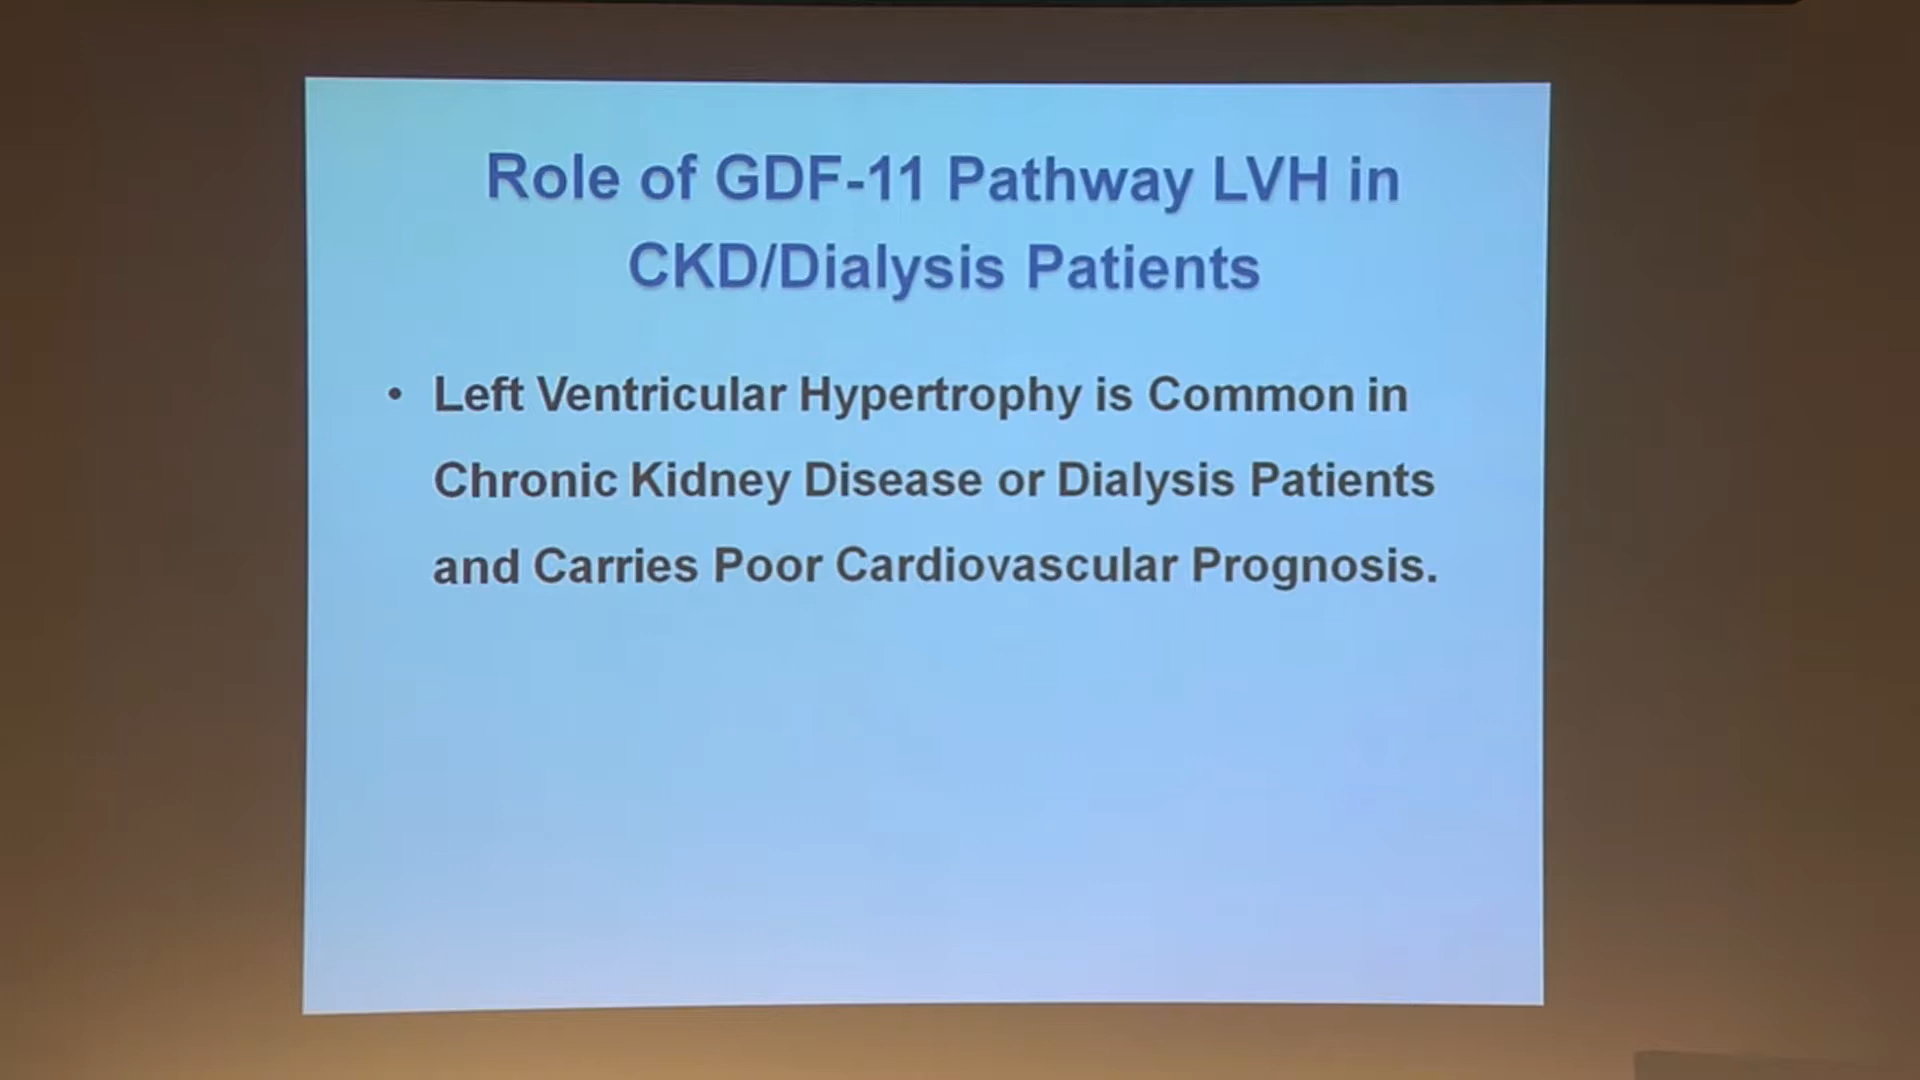 Role of GDF-11 Pathway LVH in
CKD/Dialysis Patients
• Left Ventricular Hypertrophy is Common in
Chronic Kidney Disease or Dialysis Patients
and Carries Poor Cardiovascular Prognosis.